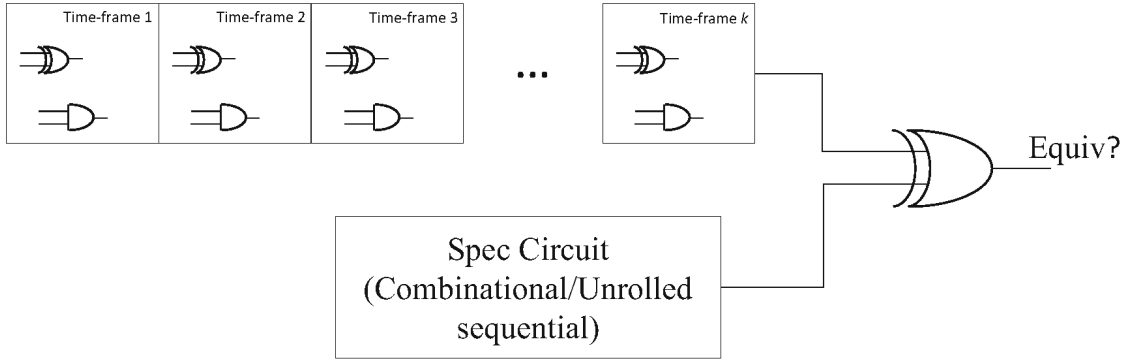 Time-frame 1
Time-frame 2
Time-frame 3
Time-frame k
...
Equiv?
Spec Circuit
(Combinational/Unrolled
sequential)